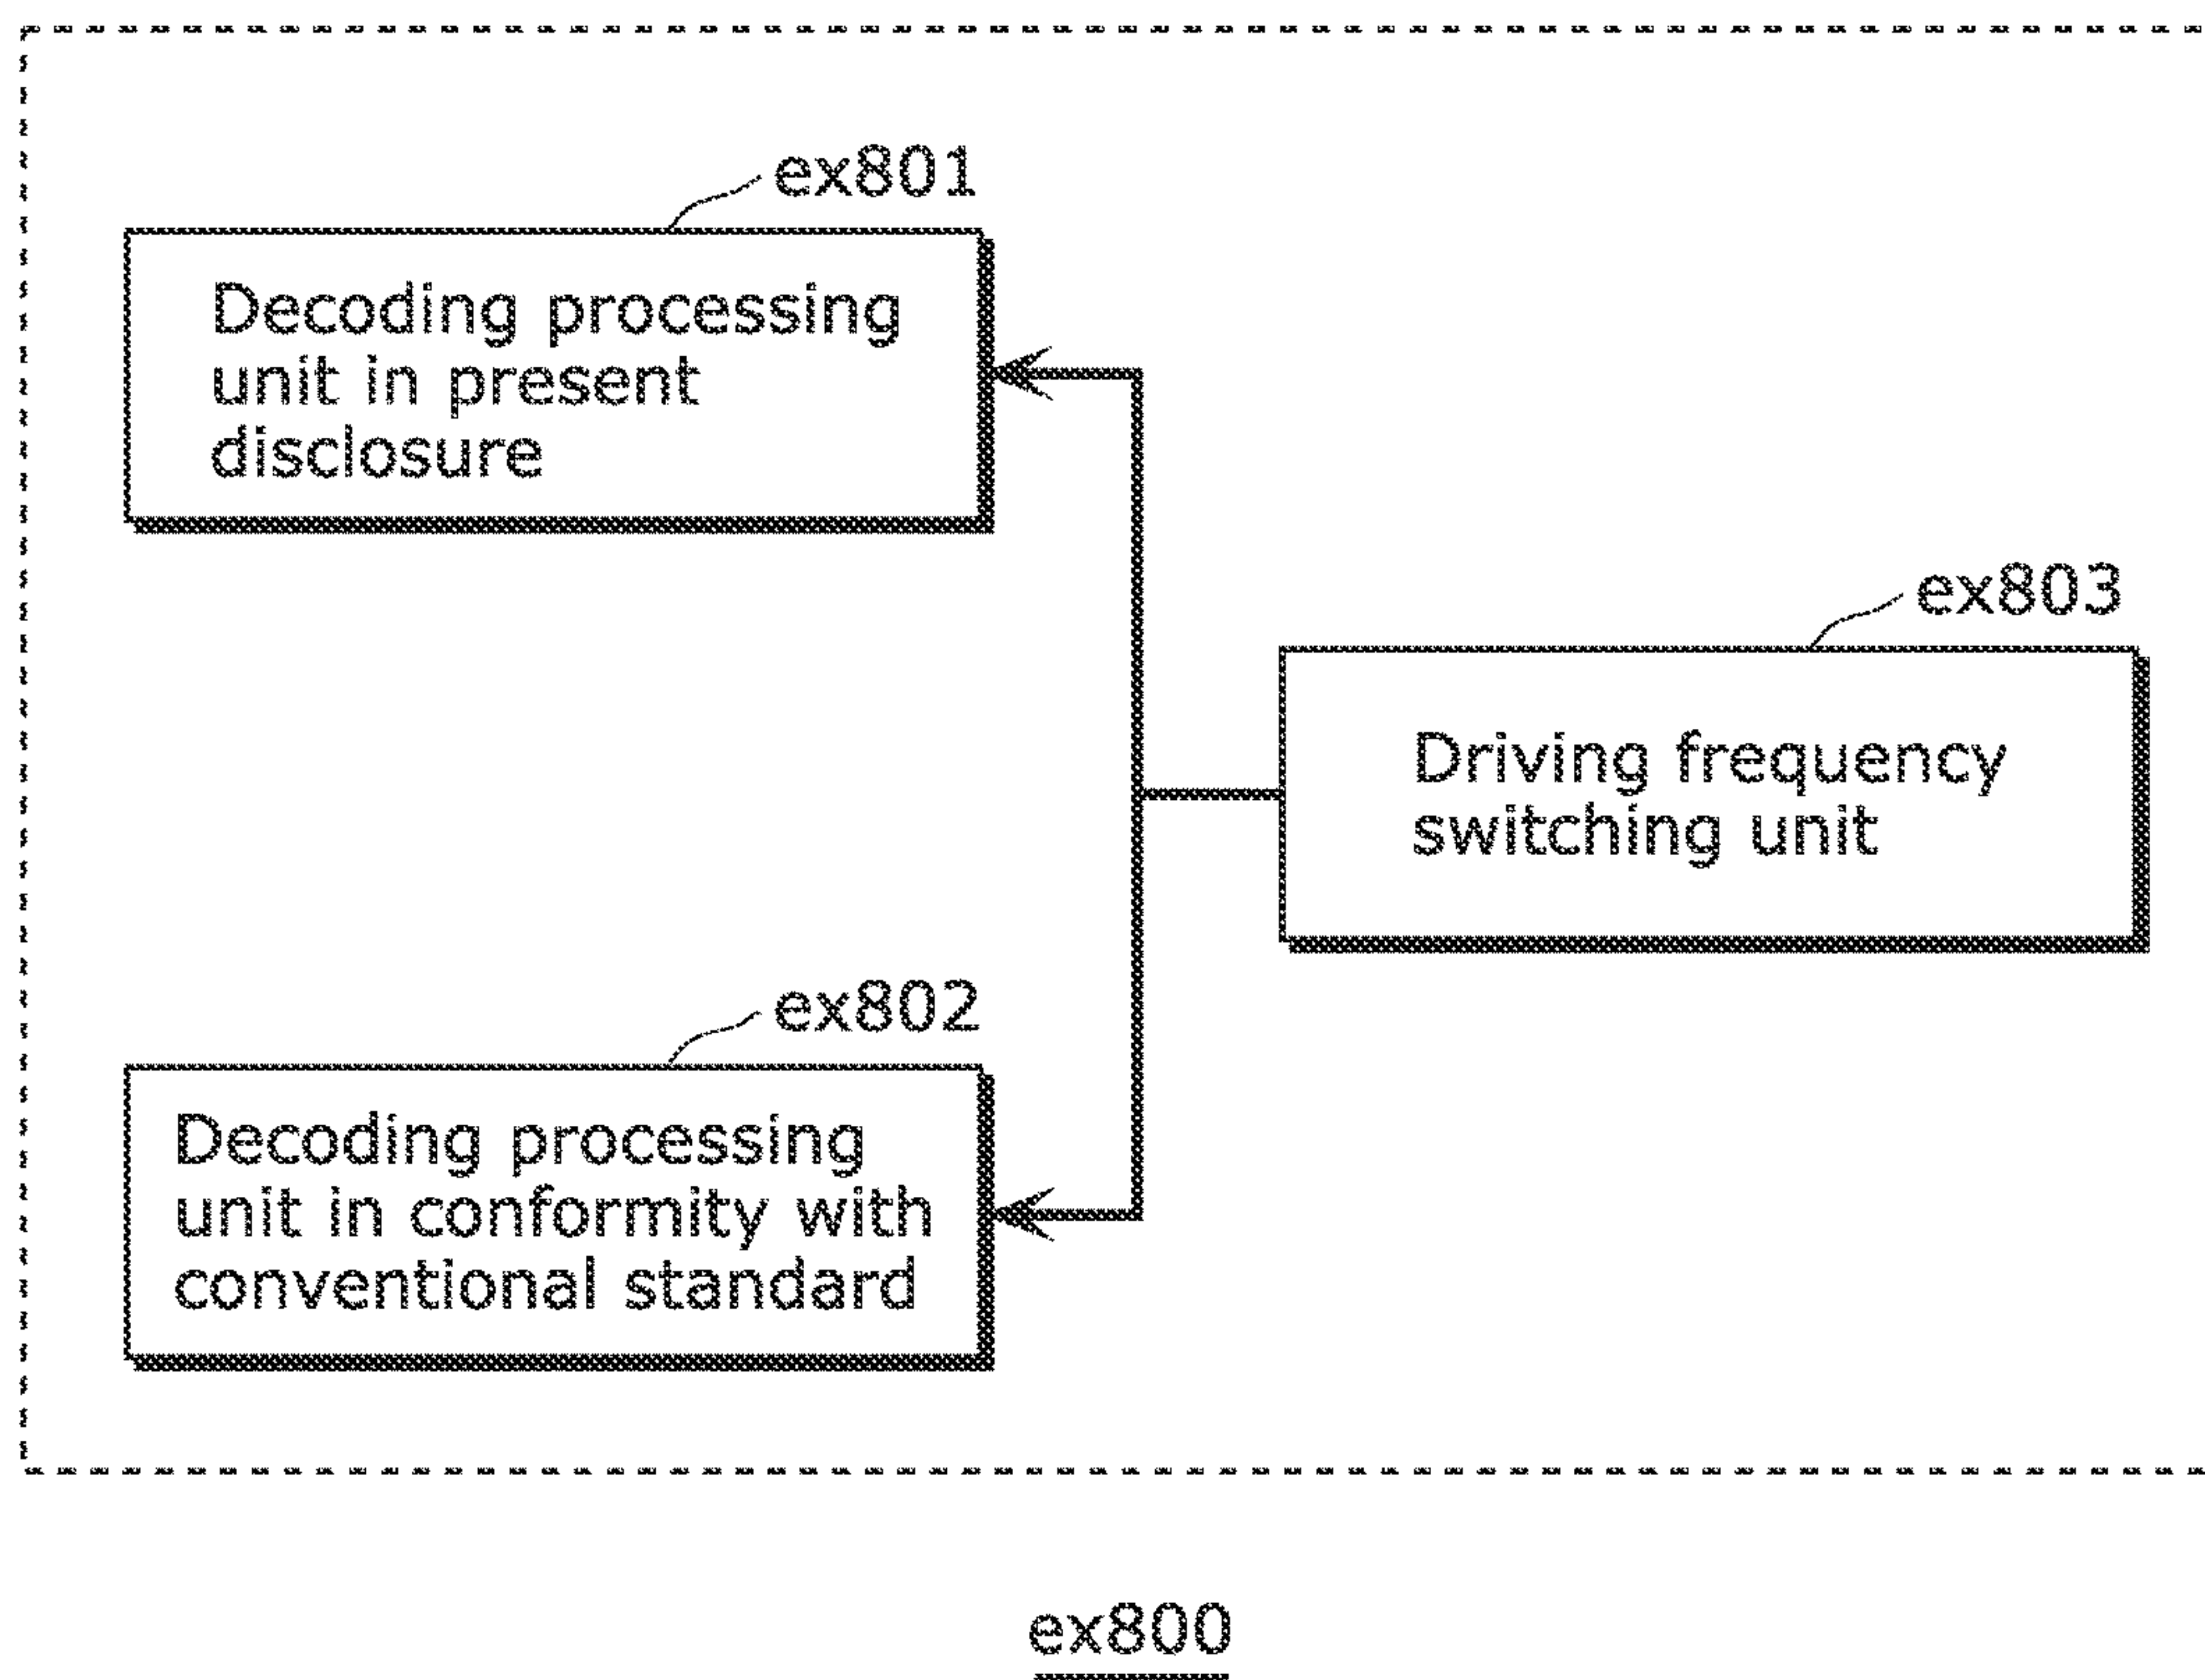 ex801
Decoding processing
unit in present
disclosure
ex803
Driving frequency
switching unit
ex802
Decoding processing
unit in conformity with
conventional standard
ex800